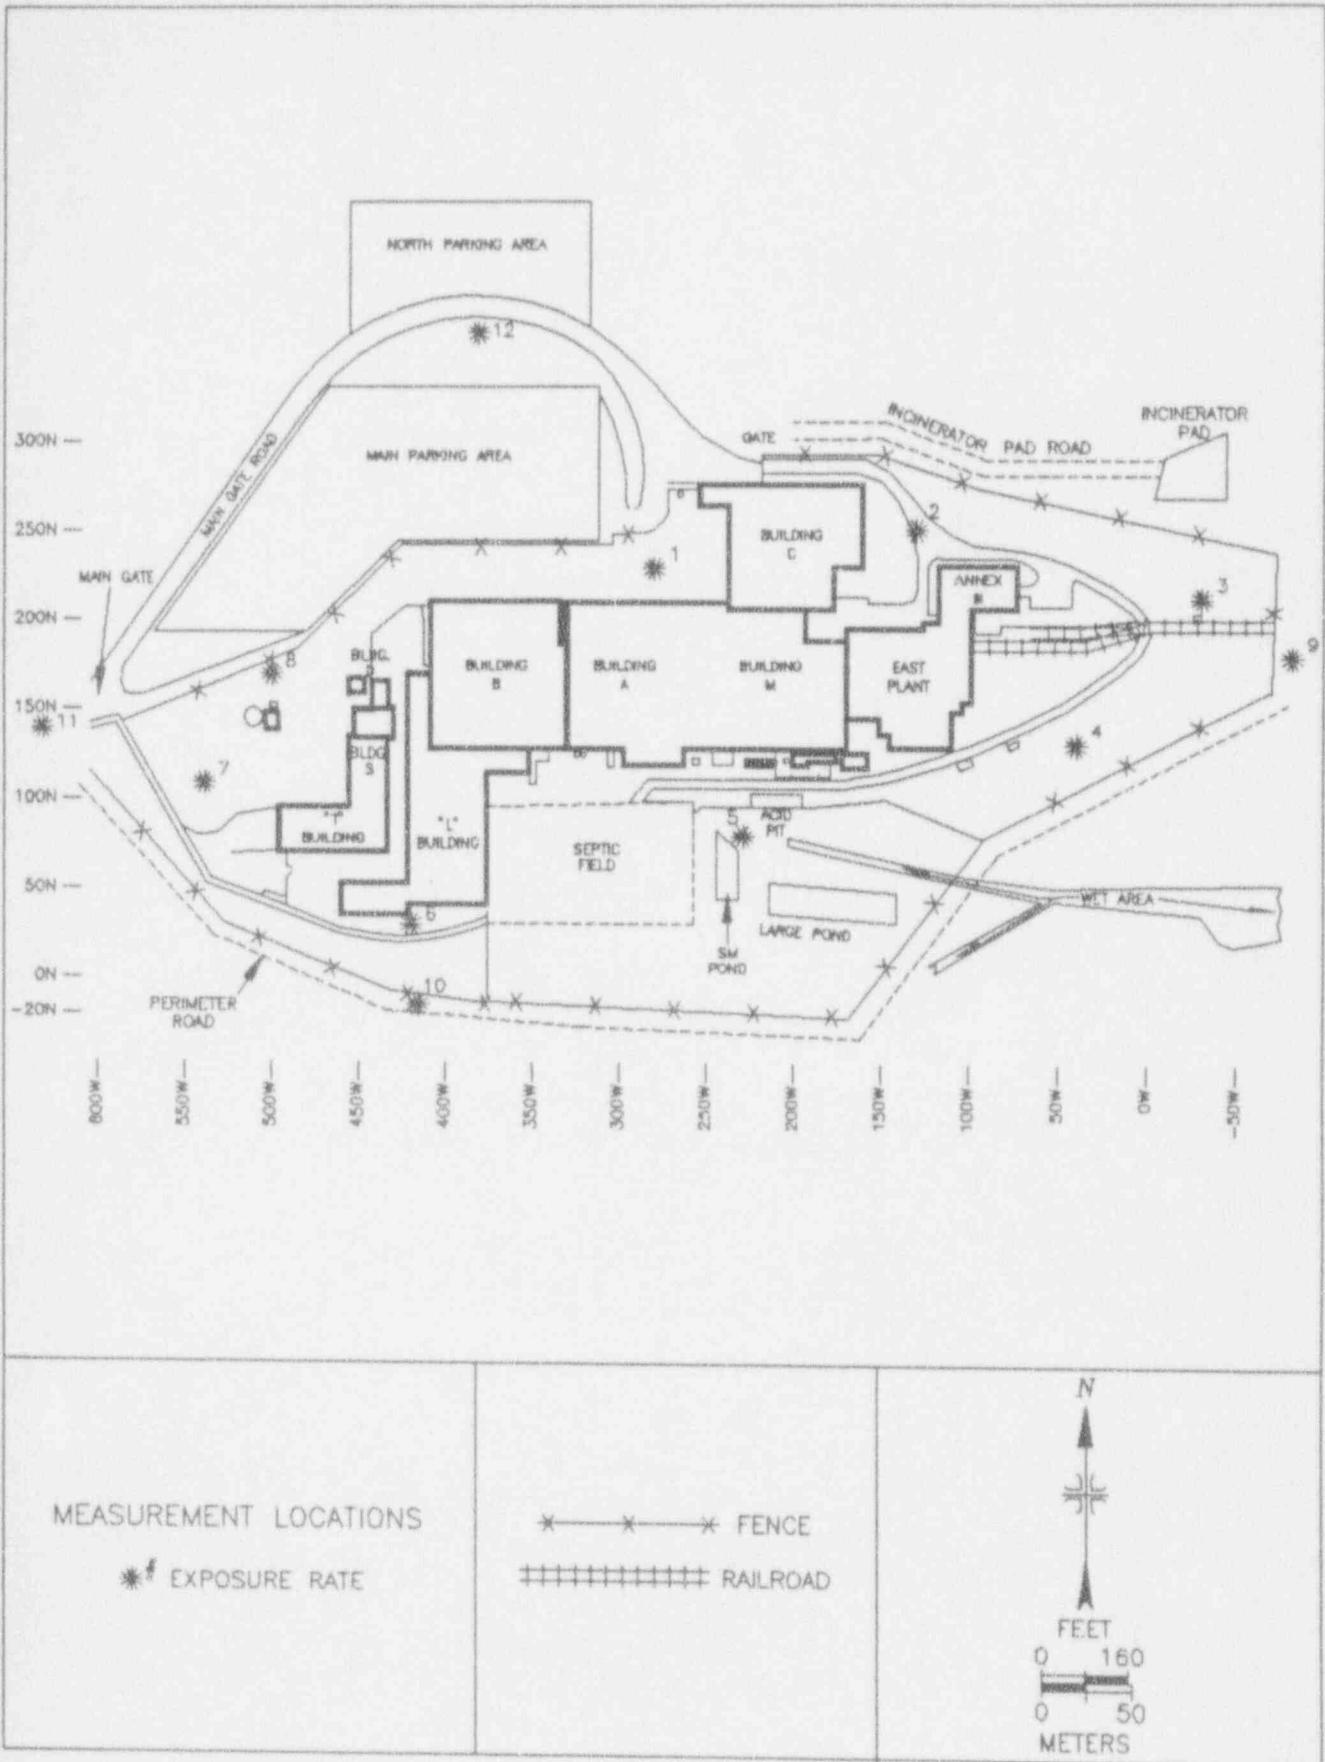 NORTH PARKING AREA
12
300N
MAIN PARKING AREA
GATE
INCINERATOR PAD ROAD
INCINERATOR
PAD
MAIN GATE ROAD
250N
1
BUILDING
C
2
MAIN GATE
ANNEX
3
200N
8
BLDG.
BUILDING
B
BUILDING
A
BUILDING
M
EAST
PLANT
9
150N
11
BLDG.
S
4
7
100N
"T"
BUILDING
"L"
BUILDING
5
ACID
PIT
SEPTIC
FIELD
50N
6
WET AREA
LARGE POND
SM
POND
0N
10
-20N
PERIMETER
ROAD
600W
550W
500W
450W
400W
350W
300W
250W
200W
150W
100W
50W
0W
-50W
MEASUREMENT LOCATIONS
# EXPOSURE RATE
FENCE
RAILROAD
N
FEET
0 160
0 50
METERS